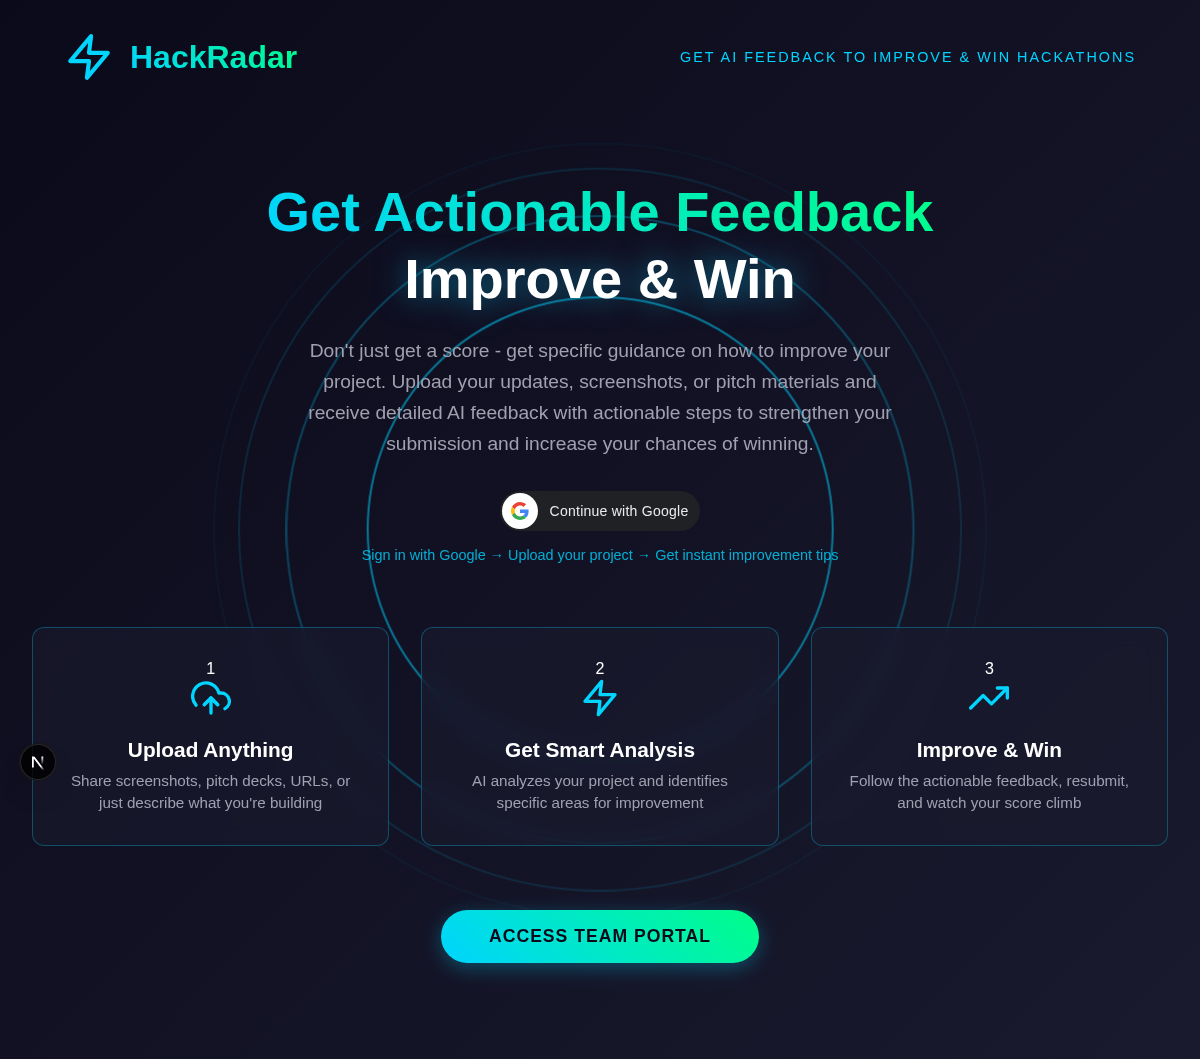 HackRadar
GET AI FEEDBACK TO IMPROVE & WIN HACKATHONS
Get Actionable Feedback
Improve & Win
Don't just get a score - get specific guidance on how to improve your
project. Upload your updates, screenshots, or pitch materials and
receive detailed AI feedback with actionable steps to strengthen your
submission and increase your chances of winning.
Continue with Google
Sign in with Google → Upload your project → Get instant improvement tips
1
Upload Anything
Share screenshots, pitch decks, URLs, or
just describe what you're building
2
Get Smart Analysis
AI analyzes your project and identifies
specific areas for improvement
3
Improve & Win
Follow the actionable feedback, resubmit,
and watch your score climb
N
ACCESS TEAM PORTAL